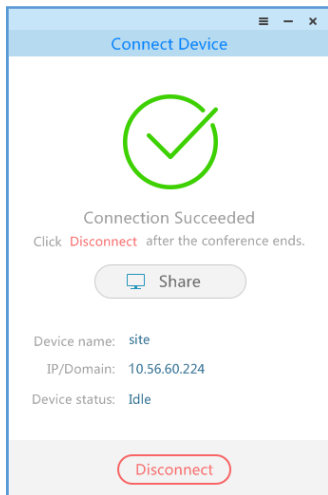 Connect Device
Connection Succeeded
Click Disconnect after the conference ends.
Share
Device name: site
IP/Domain: 10.56.60.224
Device status: Idle
Disconnect